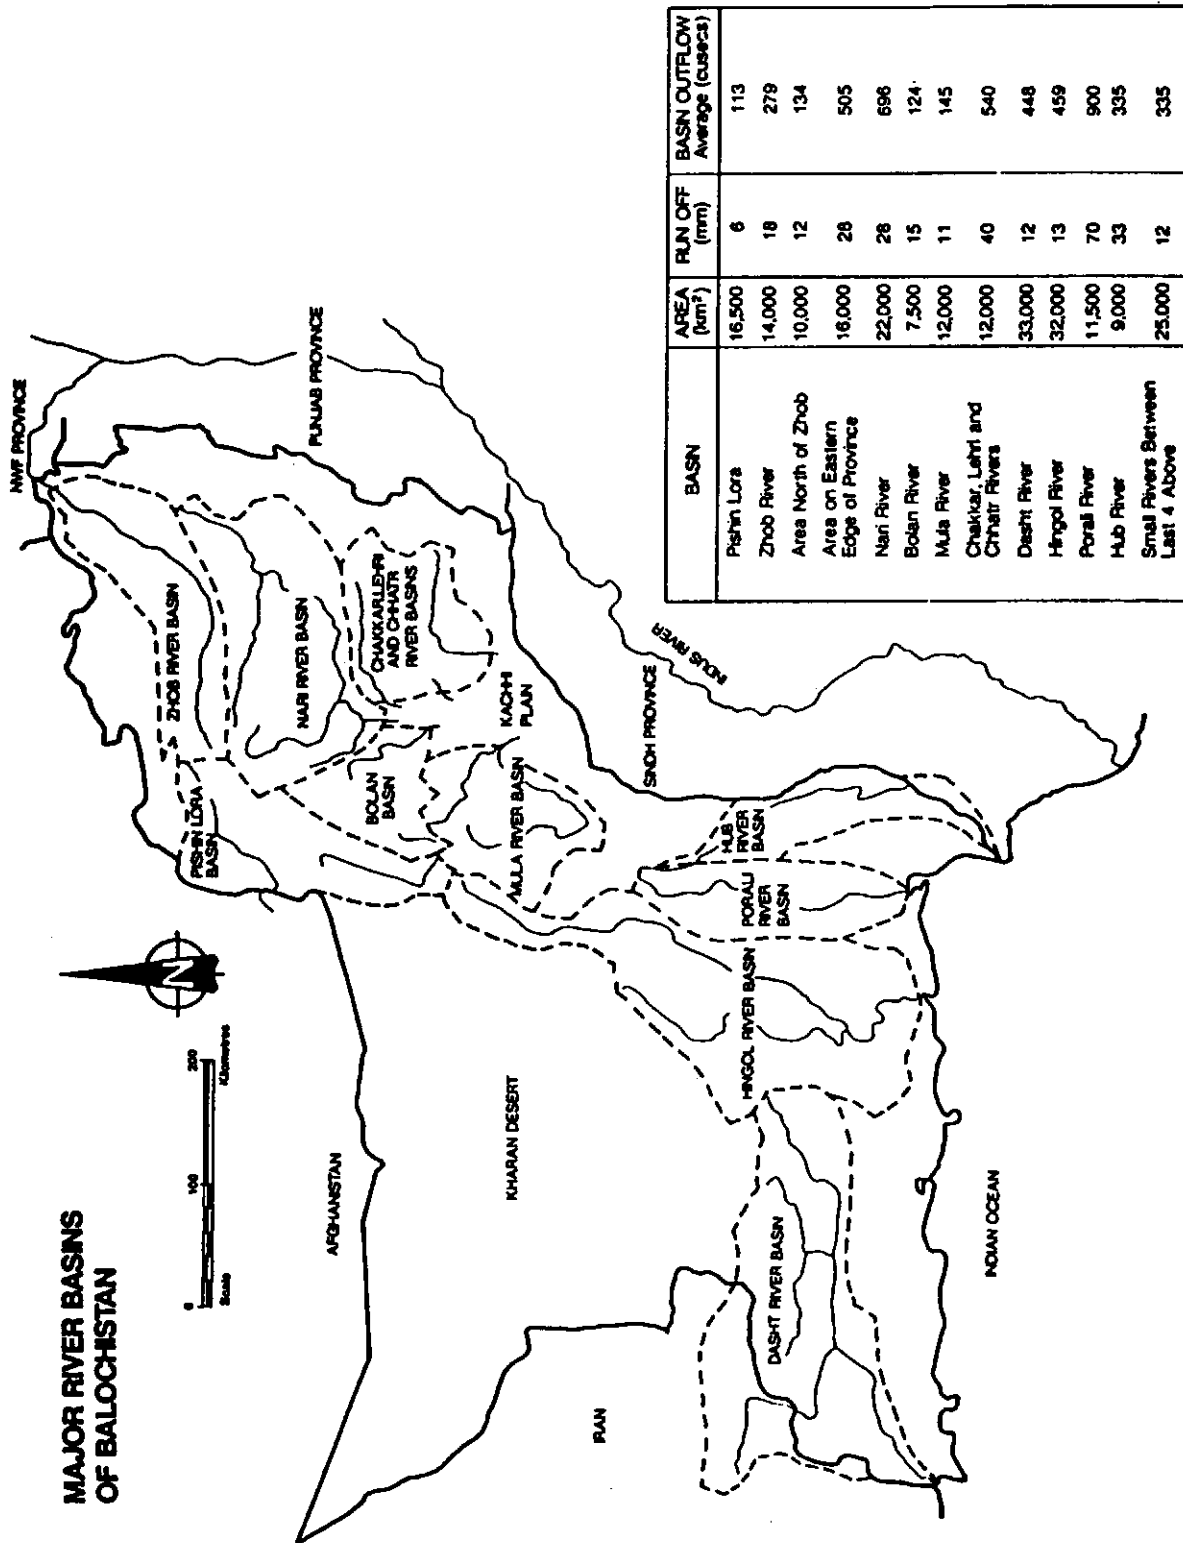 MAJOR RIVER BASINS
OF BALOCHISTAN
0 100 200
Scale Kilometres
N
NWF PROVINCE
PUNJAB PROVINCE
ZHOB RIVER BASIN
PISHIN LORA
BASIN
NARI RIVER BASIN
CHAKKAR, LEHRI
AND CHHATR
RIVER BASINS
AFGHANISTAN
BOLAN
BASIN
KACHHI
PLAIN
MULA RIVER BASIN
KHARAN DESERT
SINDH PROVINCE
INDUS RIVER
IRAN
HUB
RIVER
BASIN
PORALI
RIVER
BASIN
HINGOL RIVER BASIN
DASHT RIVER BASIN
INDIAN OCEAN
BASIN AREA (km²) RUN OFF (mm) BASIN OUTFLOW Average (cusecs)
Pishin Lora 16,500 6 113
Zhob River 14,000 18 279
Area North of Zhob 10,000 12 134
Area on Eastern
Edge of Province 16,000 28 505
Nari River 22,000 28 696
Bolan River 7,500 15 124
Mula River 12,000 11 145
Chakkar, Lehri and
Chhatr Rivers 12,000 40 540
Dasht River 33,000 12 448
Hingol River 32,000 13 459
Porali River 11,500 70 900
Hub River 9,000 33 335
Small Rivers Between
Last 4 Above 25,000 12 335